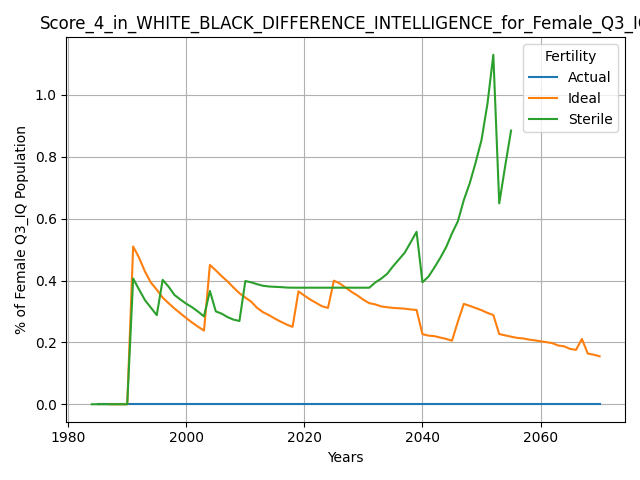 Score_4_in_WHITE_BLACK_DIFFERENCE_INTELLIGENCE_for_Female_Q3_IQ
Fertility
Actual
Ideal
Sterile
% of Female Q3_IQ Population
1.0
0.8
0.6
0.4
0.2
0.0
1980 2000 2020 2040 2060
Years